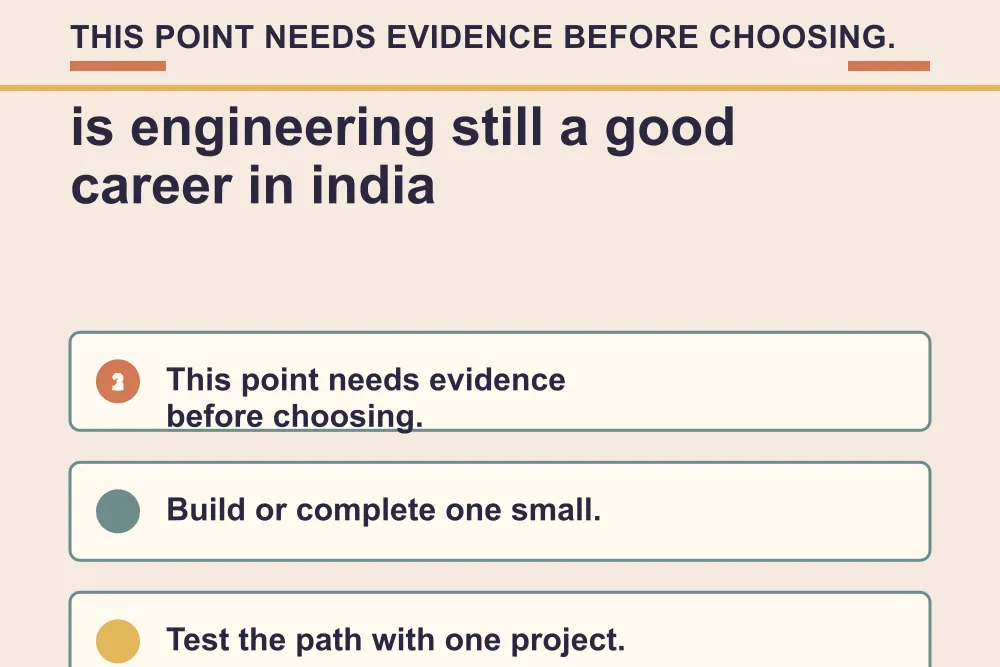 THIS POINT NEEDS EVIDENCE BEFORE CHOOSING.
is engineering still a good
career in india
This point needs evidence
before choosing.
Build or complete one small.
Test the path with one project.